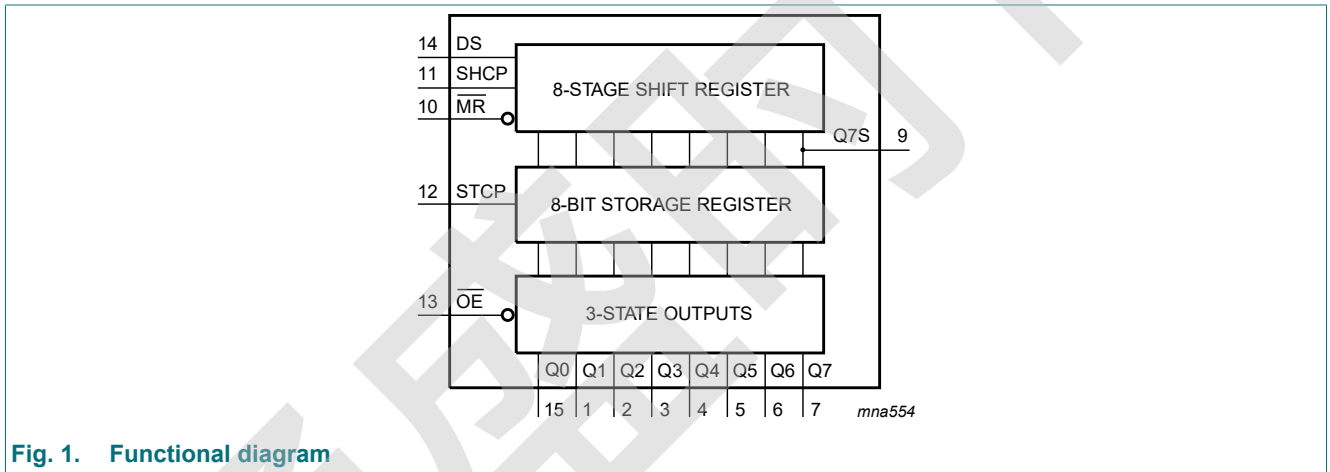 14 DS
11 SHCP
10 MR
8-STAGE SHIFT REGISTER
Q7S 9
12 STCP
8-BIT STORAGE REGISTER
13 OE
3-STATE OUTPUTS
Q0 Q1 Q2 Q3 Q4 Q5 Q6 Q7
15 1 2 3 4 5 6 7
mna554
Fig. 1. Functional diagram